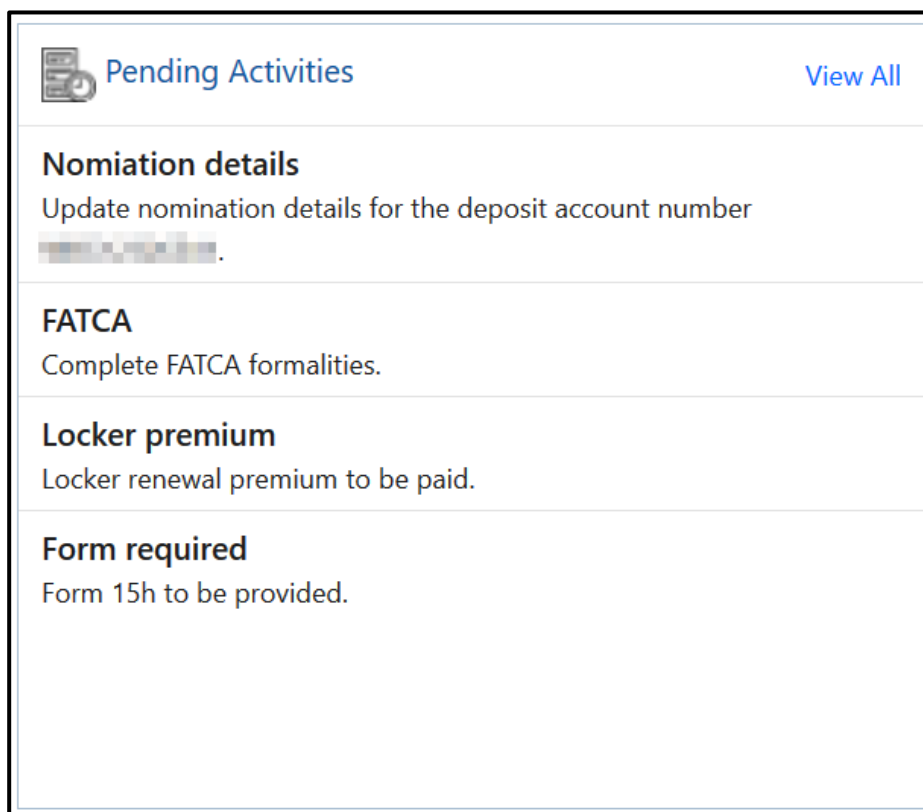 Pending Activities
View All
Nomiation details
Update nomination details for the deposit account number
.
FATCA
Complete FATCA formalities.
Locker premium
Locker renewal premium to be paid.
Form required
Form 15h to be provided.